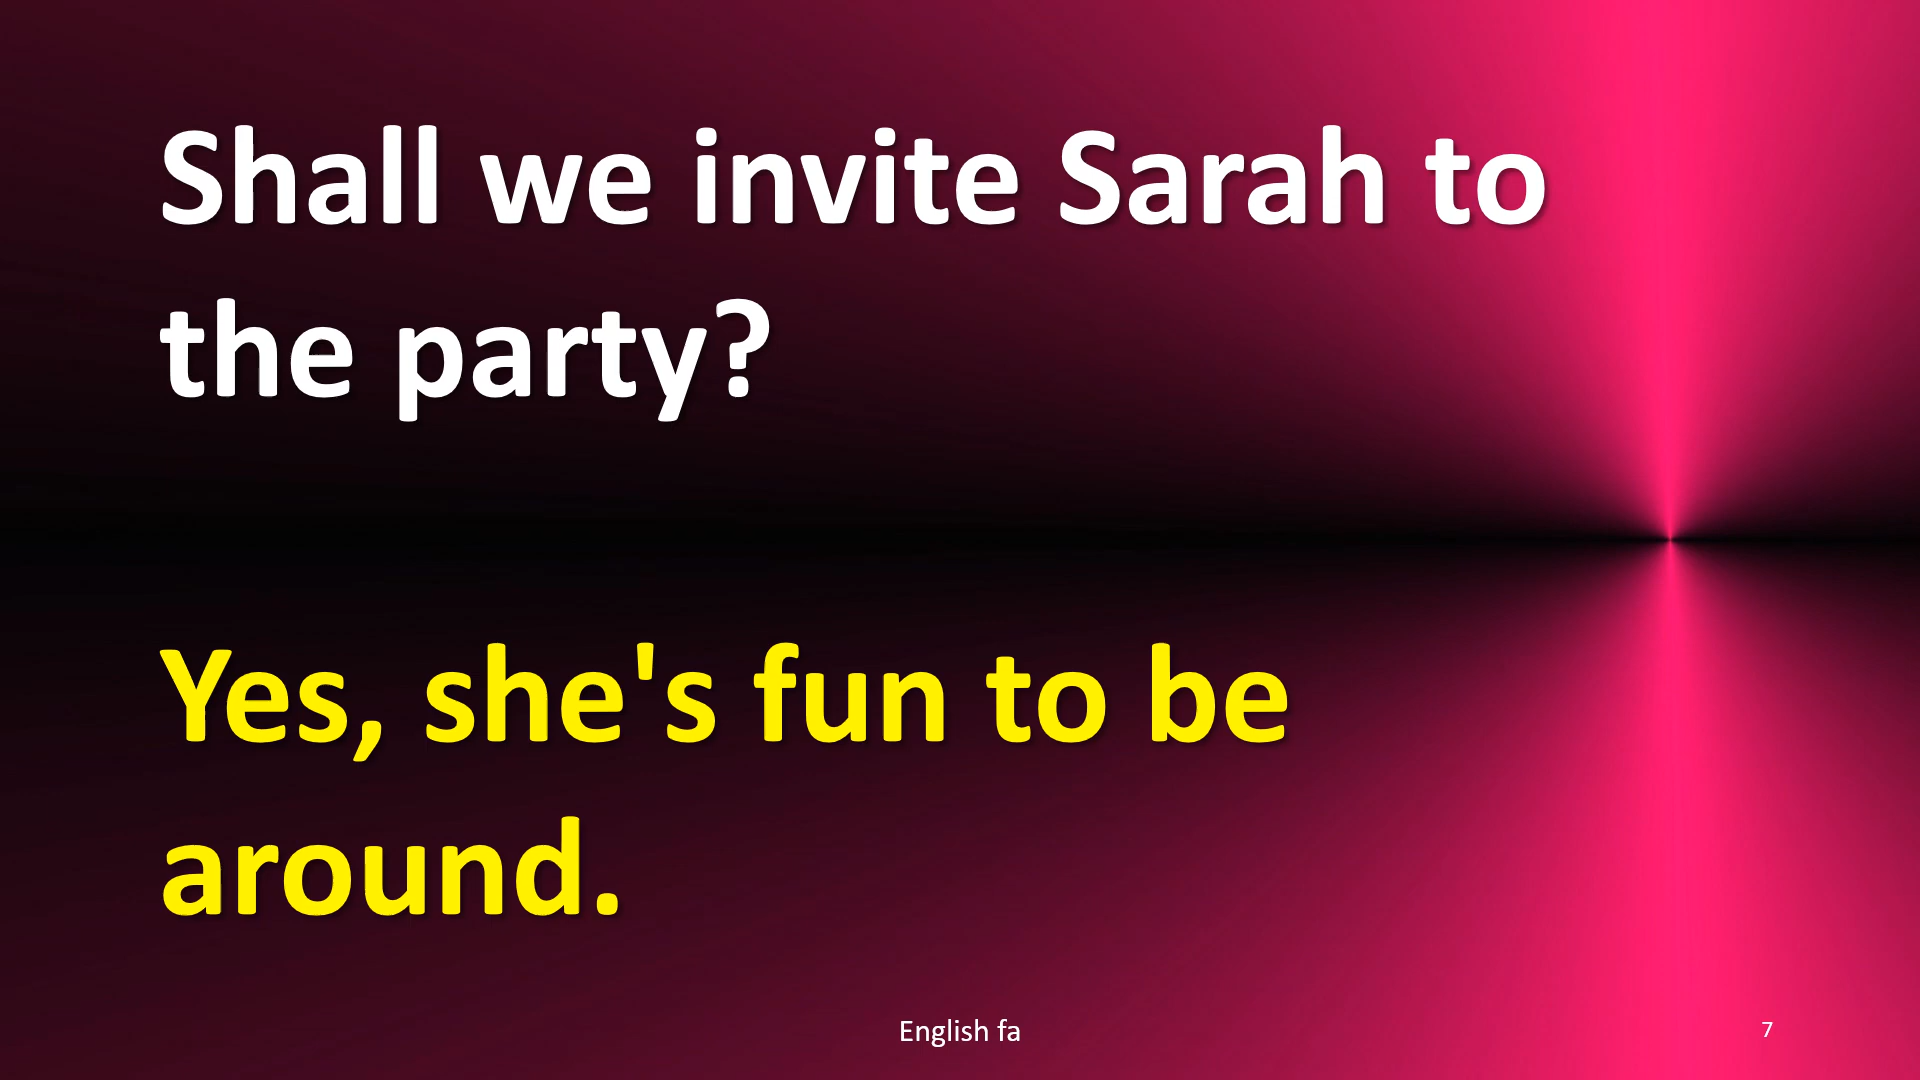 Shall we invite Sarah to
the party?
Yes, she's fun to be
around.
English fa
7